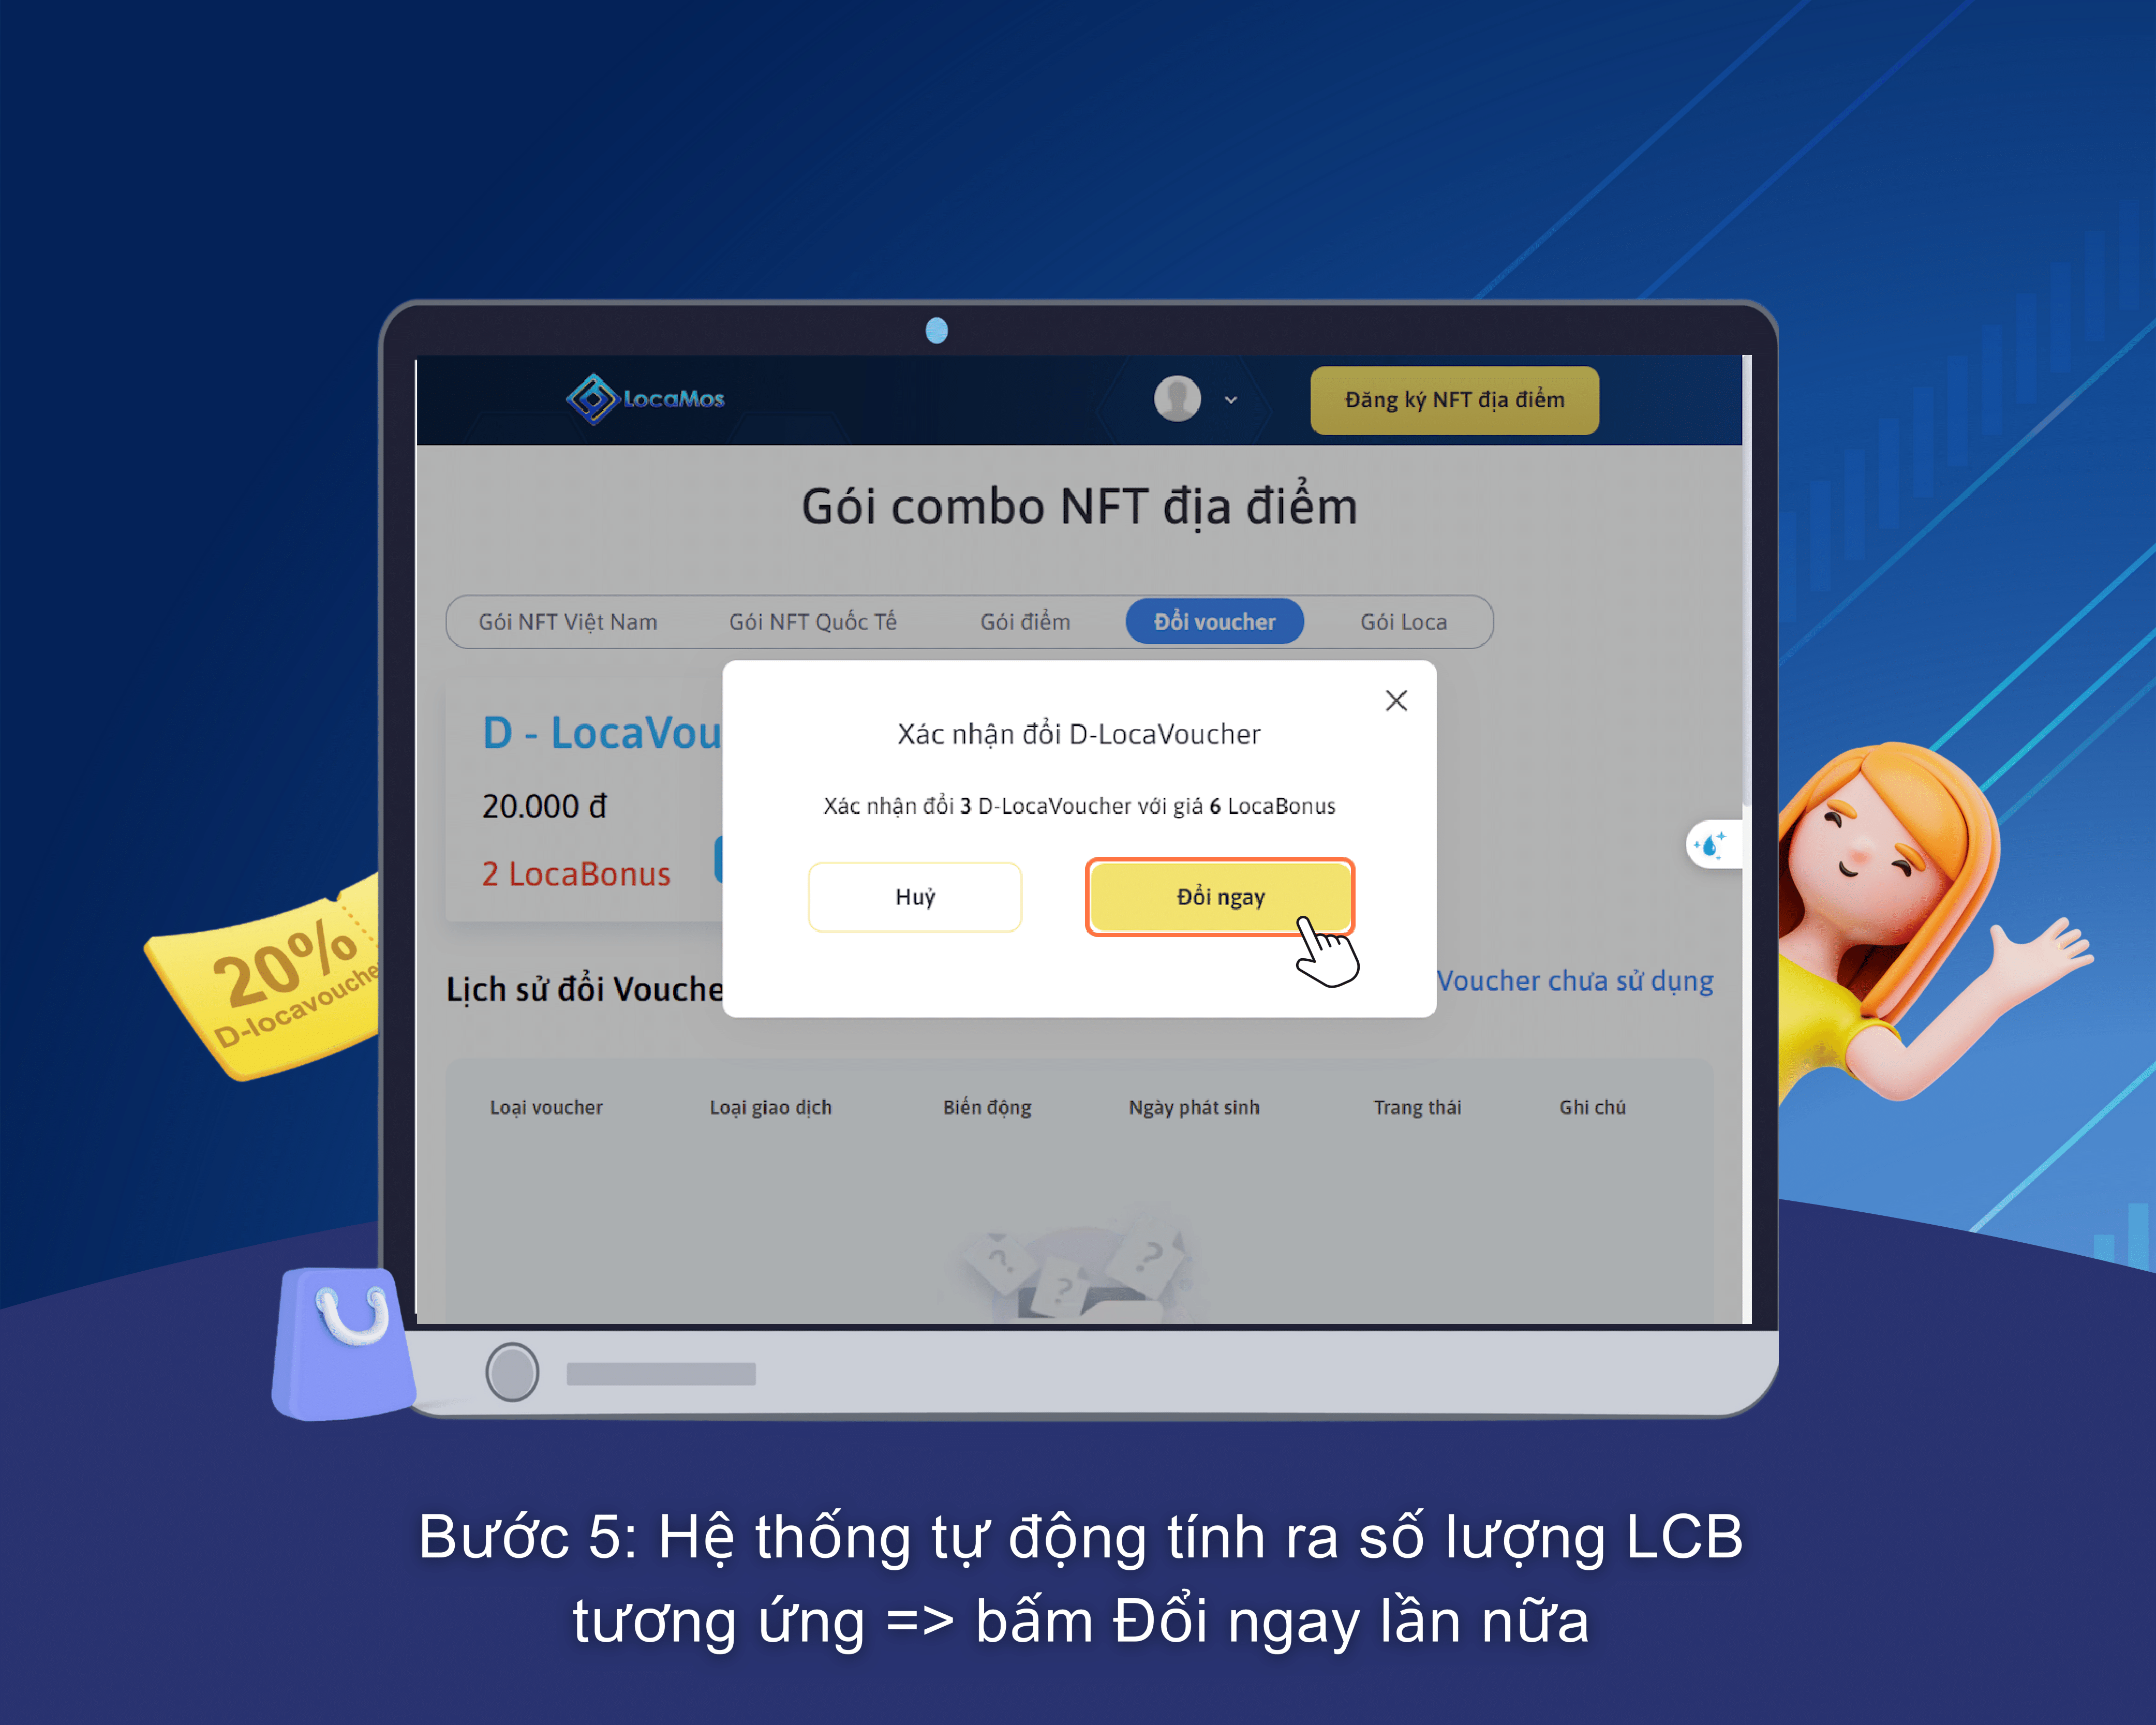 LocaMos
Đăng ký NFT địa điểm
Gói combo NFT địa điểm
Gói NFT Việt Nam
Gói NFT Quốc Tế
Gói điểm
Đổi voucher
Gói Loca
D - LocaVou
20.000 đ
2 LocaBonus
Xác nhận đổi D-LocaVoucher
Xác nhận đổi 3 D-LocaVoucher với giá 6 LocaBonus
Huỷ
Đổi ngay
20%
D-locavouche
Lịch sử đổi Vouche
Voucher chưa sử dụng
Loại voucher
Loại giao dịch
Biến động
Ngày phát sinh
Trang thái
Ghi chú
? ? ?
Bước 5: Hệ thống tự động tính ra số lượng LCB
tương ứng => bấm Đổi ngay lần nữa